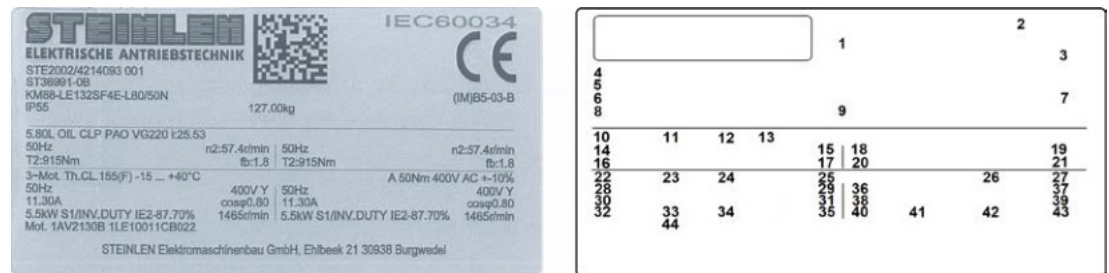 STEINLEN
IEC60034
ELEKTRISCHE ANTRIEBSTECHNIK
CE
STE2002/4214093 001
ST36991-0B
KM88-LE132SF4E-L80/50N
(IM)B5-03-B
IP55 127.00kg
5.80L OIL CLP PAO VG220 i:25.53
50Hz n2:57.4r/min 50Hz n2:57.4r/min
T2:915Nm fb:1.8 T2:915Nm fb:1.8
3~Mot. Th.CL.155(F) -15 ... +40°C A 50Nm 400V AC +-10%
50Hz 400V Y 50Hz 400V Y
11.30A cosφ0.80 11.30A cosφ0.80
5.5kW S1/INV.DUTY IE2-87.70% 1465r/min 5.5kW S1/INV.DUTY IE2-87.70% 1465r/min
Mot. 1AV2130B 1LE10011CB022
STEINLEN Elektromaschinenbau GmbH, Ehlbeek 21 30938 Burgwedel
2
1
3
4
5
6 7
8 9
10 11 12 13
14 15 18 19
16 17 20 21
22 23 24 25 26 27
28 29 36 37
30 31 38 39
32 33 34 35 40 41 42 43
44